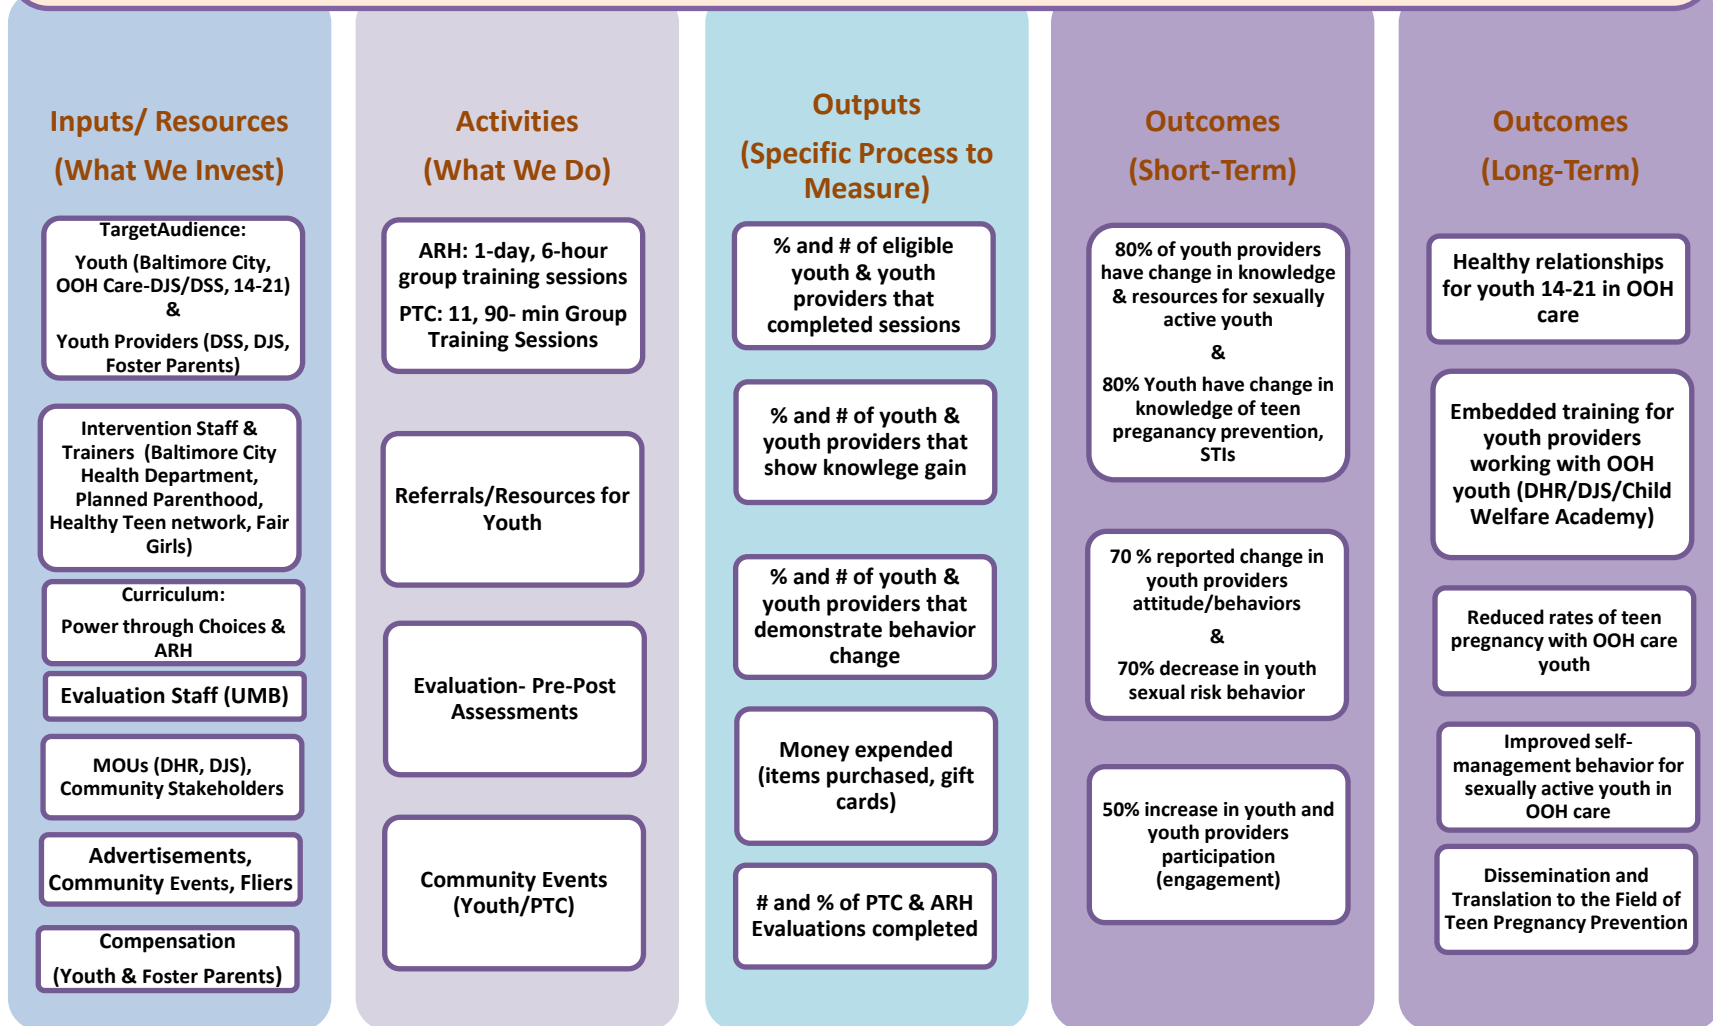 Inputs/ Resources
(What We Invest)
TargetAudience:
Youth (Baltimore City,
OOH Care-DJS/DSS, 14-21)
&
Youth Providers (DSS, DJS,
Foster Parents)
Intervention Staff &
Trainers (Baltimore City
Health Department,
Planned Parenthood,
Healthy Teen network, Fair
Girls)
Curriculum:
Power through Choices &
ARH
Evaluation Staff (UMB)
MOUs (DHR, DJS),
Community Stakeholders
Advertisements,
Community Events, Fliers
Compensation
(Youth & Foster Parents)
Activities
(What We Do)
ARH: 1-day, 6-hour
group training sessions
PTC: 11, 90- min Group
Training Sessions
Referrals/Resources for
Youth
Evaluation- Pre-Post
Assessments
Community Events
(Youth/PTC)
Outputs
(Specific Process to
Measure)
% and # of eligible
youth & youth
providers that
completed sessions
% and # of youth &
youth providers that
show knowlege gain
% and # of youth &
youth providers that
demonstrate behavior
change
Money expended
(items purchased, gift
cards)
# and % of PTC & ARH
Evaluations completed
Outcomes
(Short-Term)
80% of youth providers
have change in knowledge
& resources for sexually
active youth
&
80% Youth have change in
knowledge of teen
preganancy prevention,
STIs
70 % reported change in
youth providers
attitude/behaviors
&
70% decrease in youth
sexual risk behavior
50% increase in youth and
youth providers
participation
(engagement)
Outcomes
(Long-Term)
Healthy relationships
for youth 14-21 in OOH
care
Embedded training for
youth providers
working with OOH
youth (DHR/DJS/Child
Welfare Academy)
Reduced rates of teen
pregnancy with OOH care
youth
Improved self-
management behavior for
sexually active youth in
OOH care
Dissemination and
Translation to the Field of
Teen Pregnancy Prevention